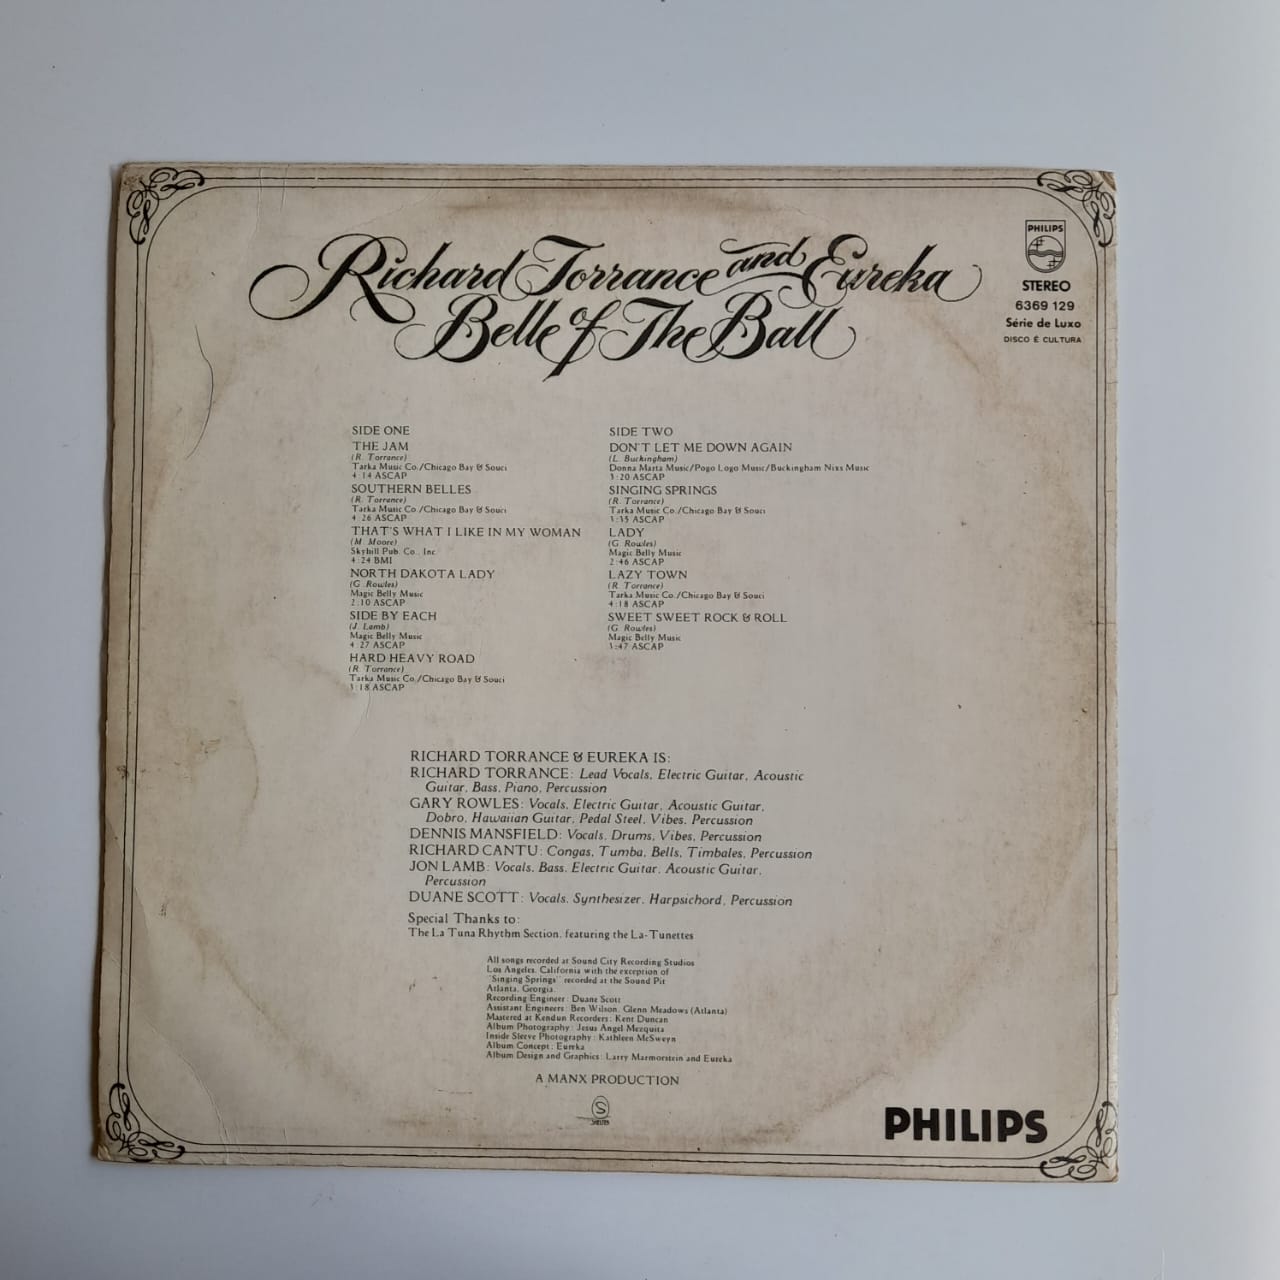 Richard Torrance and Eureka
Belle of The Ball
PHILIPS
STEREO
6369 129
Série de Luxo
DISCO É CULTURA
SIDE ONE
THE JAM
(R. Torrance)
Tarka Music Co./Chicago Bay & Souci
4:14 ASCAP
SOUTHERN BELLES
(R. Torrance)
Tarka Music Co./Chicago Bay & Souci
4:26 ASCAP
THAT'S WHAT I LIKE IN MY WOMAN
(M. Moore)
Skyhill Pub. Co., Inc.
4:24 BMI
NORTH DAKOTA LADY
(G. Rowles)
Magic Belly Music
2:10 ASCAP
SIDE BY EACH
(J. Lamb)
Magic Belly Music
4:27 ASCAP
HARD HEAVY ROAD
(R. Torrance)
Tarka Music Co./Chicago Bay & Souci
3:18 ASCAP
SIDE TWO
DON'T LET ME DOWN AGAIN
(L. Buckingham)
Donna Marta Music/Pogo Logo Music/Buckingham Nixs Music
3:20 ASCAP
SINGING SPRINGS
(R. Torrance)
Tarka Music Co./Chicago Bay & Souci
3:35 ASCAP
LADY
(G. Rowles)
Magic Belly Music
2:46 ASCAP
LAZY TOWN
(R. Torrance)
Tarka Music Co./Chicago Bay & Souci
4:18 ASCAP
SWEET SWEET ROCK & ROLL
(G. Rowles)
Magic Belly Music
3:47 ASCAP
RICHARD TORRANCE & EUREKA IS:
RICHARD TORRANCE: Lead Vocals, Electric Guitar, Acoustic
Guitar, Bass, Piano, Percussion
GARY ROWLES: Vocals, Electric Guitar, Acoustic Guitar,
Dobro, Hawaiian Guitar, Pedal Steel, Vibes, Percussion
DENNIS MANSFIELD: Vocals, Drums, Vibes, Percussion
RICHARD CANTU: Congas, Tumba, Bells, Timbales, Percussion
JON LAMB: Vocals, Bass, Electric Guitar, Acoustic Guitar,
Percussion
DUANE SCOTT: Vocals, Synthesizer, Harpsichord, Percussion
Special Thanks to:
The La Tuna Rhythm Section, featuring the La-Tunettes
All songs recorded at Sound City Recording Studios
Los Angeles, California with the exception of
"Singing Springs" recorded at the Sound Pit
Atlanta, Georgia.
Recording Engineer: Duane Scott
Assistant Engineers: Ben Wilson, Glenn Meadows (Atlanta)
Mastered at Kendun Recorders: Kent Duncan
Album Photography: Jesus Angel Mezquita
Inside Sleeve Photography: Kathleen McSweyn
Album Concept: Eureka
Album Design and Graphics: Larry Marmorstein and Eureka
A MANX PRODUCTION
S
SHELTER
PHILIPS